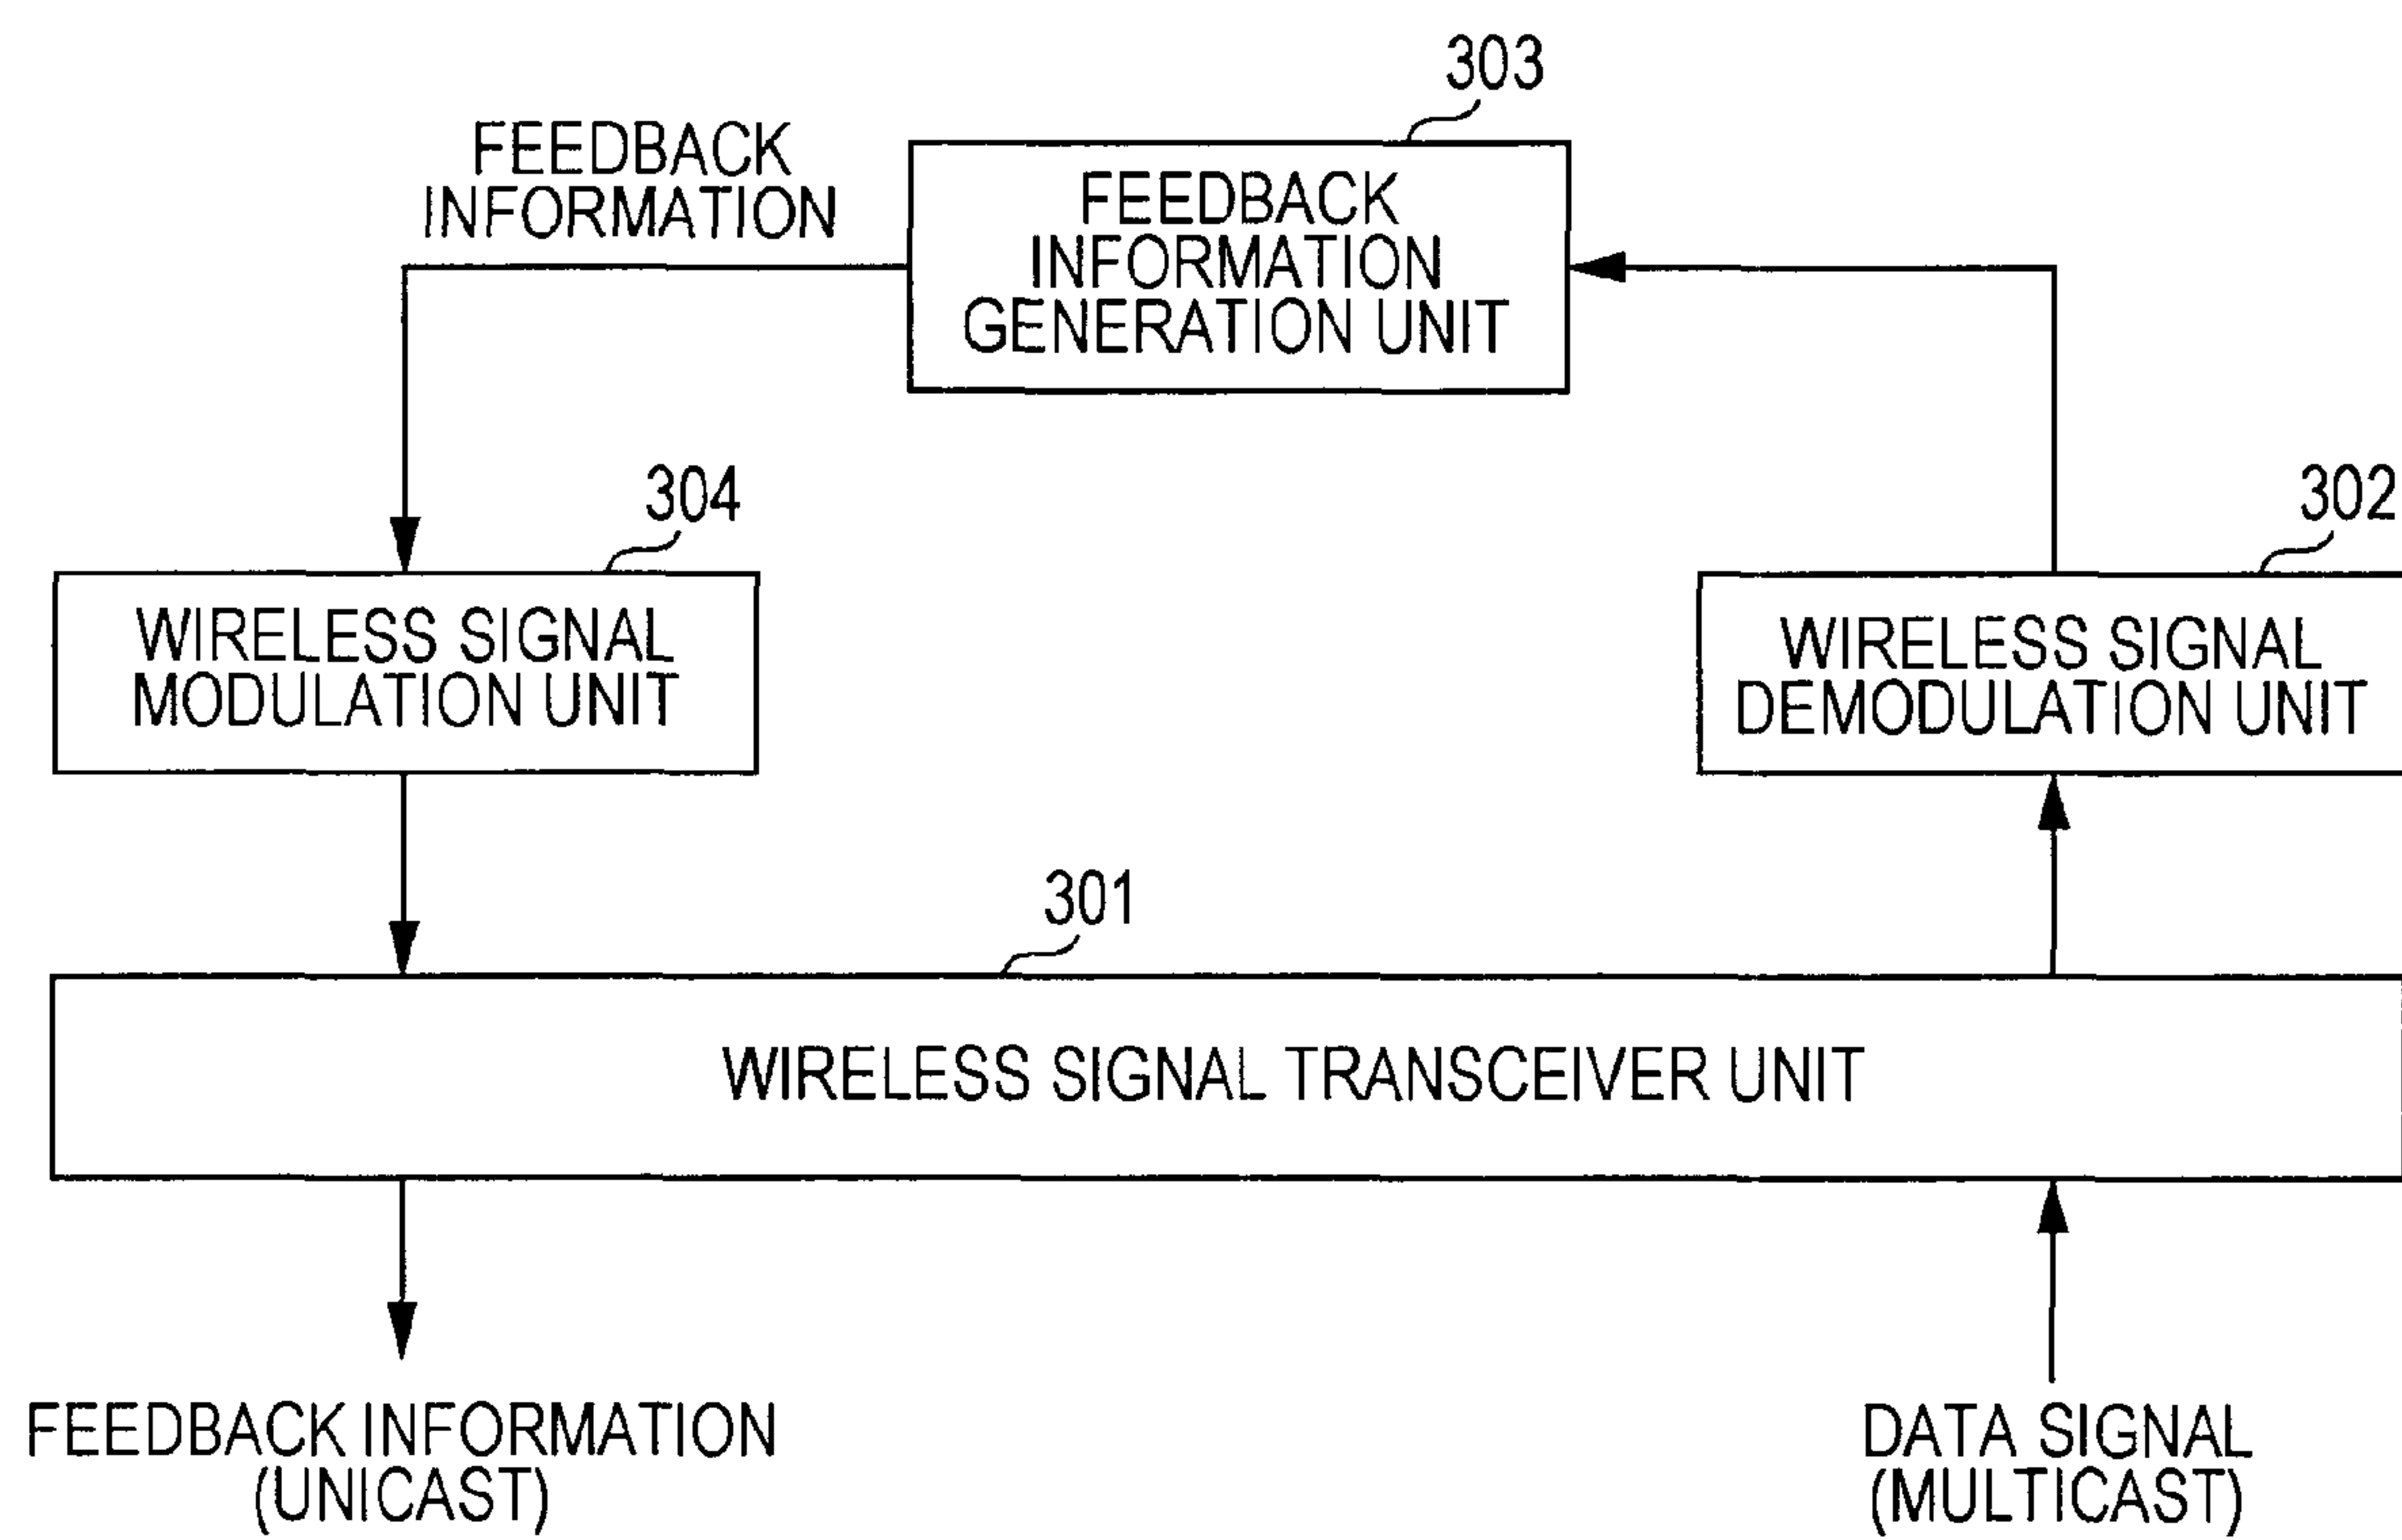 303
FEEDBACK
INFORMATION
FEEDBACK
INFORMATION
GENERATION UNIT
304
302
WIRELESS SIGNAL
MODULATION UNIT
WIRELESS SIGNAL
DEMODULATION UNIT
301
WIRELESS SIGNAL TRANSCEIVER UNIT
FEEDBACK INFORMATION
(UNICAST)
DATA SIGNAL
(MULTICAST)